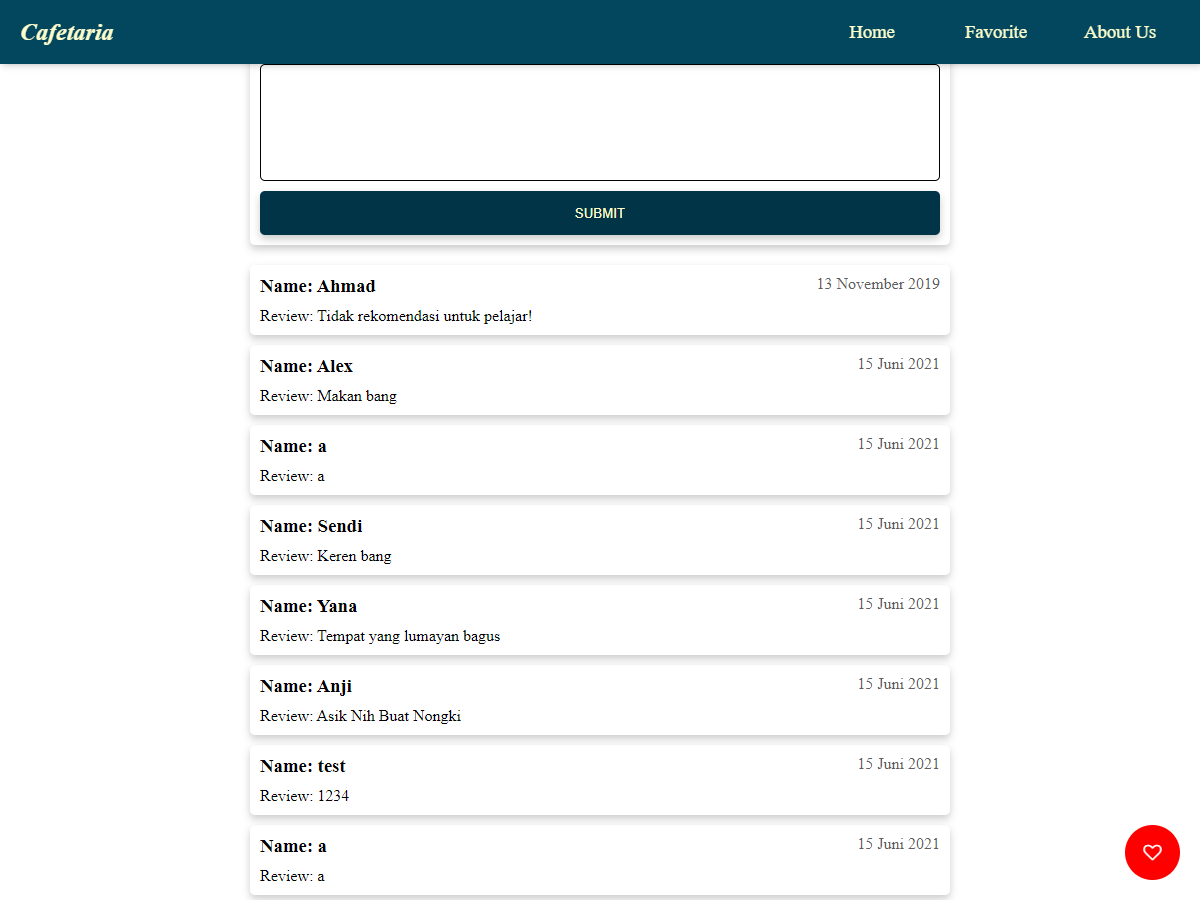 Cafetaria Home Favorite About Us
SUBMIT
Name: Ahmad 13 November 2019
Review: Tidak rekomendasi untuk pelajar!
Name: Alex 15 Juni 2021
Review: Makan bang
Name: a 15 Juni 2021
Review: a
Name: Sendi 15 Juni 2021
Review: Keren bang
Name: Yana 15 Juni 2021
Review: Tempat yang lumayan bagus
Name: Anji 15 Juni 2021
Review: Asik Nih Buat Nongki
Name: test 15 Juni 2021
Review: 1234
Name: a 15 Juni 2021
Review: a